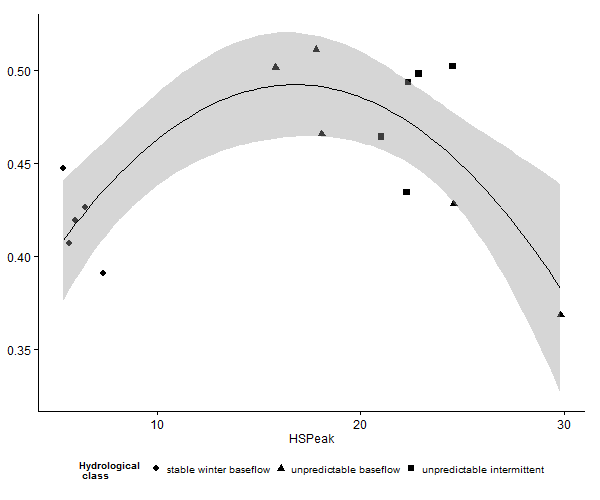 0.50
0.45
0.40
0.35
10 20 30
HSPeak
Hydrological
class
stable winter baseflow unpredictable baseflow unpredictable intermittent